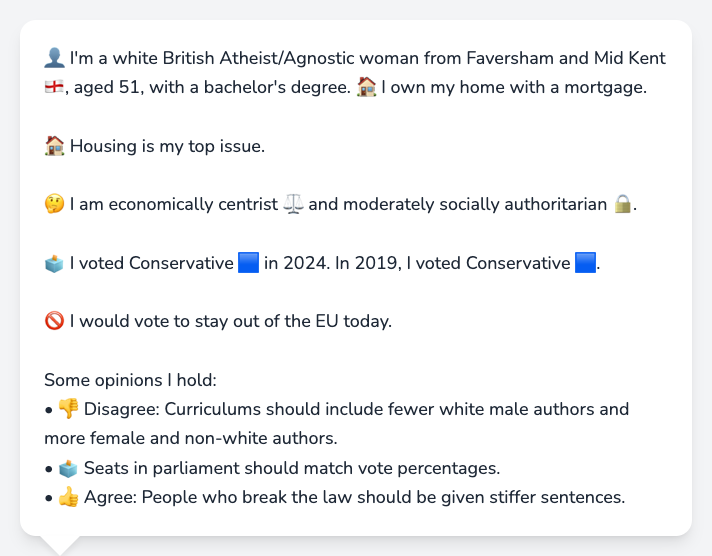 👤 I'm a white British Atheist/Agnostic woman from Faversham and Mid Kent
🏴󠁧󠁢󠁥󠁮󠁧󠁿, aged 51, with a bachelor's degree. 🏠 I own my home with a mortgage.
🏠 Housing is my top issue.
🤔 I am economically centrist ⚖️ and moderately socially authoritarian 🔒.
🗳️ I voted Conservative 🟦 in 2024. In 2019, I voted Conservative 🟦.
🚫 I would vote to stay out of the EU today.
Some opinions I hold:
• 👎 Disagree: Curriculums should include fewer white male authors and
more female and non-white authors.
• 🗳️ Seats in parliament should match vote percentages.
• 👍 Agree: People who break the law should be given stiffer sentences.